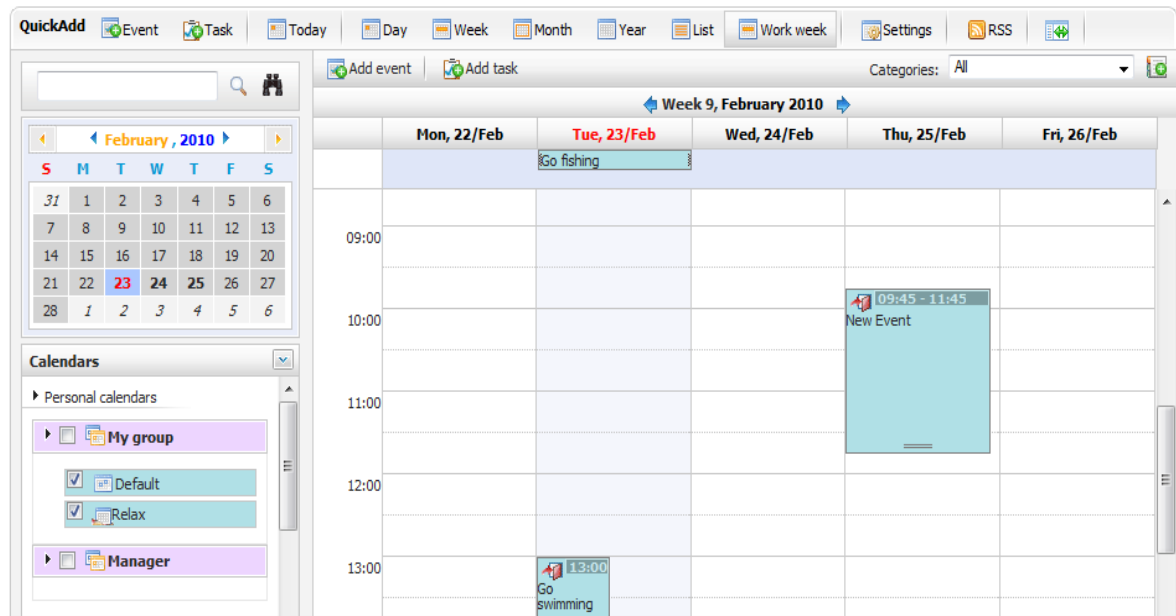 QuickAdd Event Task Today Day Week Month Year List Work week Settings RSS
Add event Add task Categories: All
Week 9, February 2010
Mon, 22/Feb Tue, 23/Feb Wed, 24/Feb Thu, 25/Feb Fri, 26/Feb
Go fishing
February, 2010
S M T W T F S
31 1 2 3 4 5 6
7 8 9 10 11 12 13
14 15 16 17 18 19 20
21 22 23 24 25 26 27
28 1 2 3 4 5 6
Calendars
Personal calendars
My group
Default
Relax
Manager
09:00
09:45 - 11:45
10:00
New Event
11:00
12:00
13:00
13:00
Go
swimming